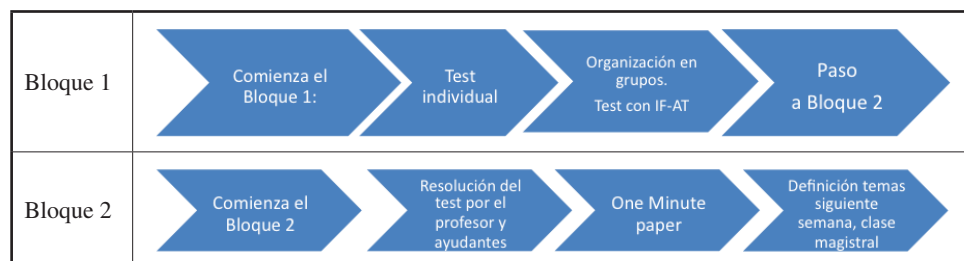 Bloque 1
Comienza el
Bloque 1:
Test
individual
Organización en
grupos.
Test con IF-AT
Paso
a Bloque 2
Bloque 2
Comienza el
Bloque 2
Resolución del
test por el
profesor y
ayudantes
One Minute
paper
Definición temas
siguiente
semana, clase
magistral